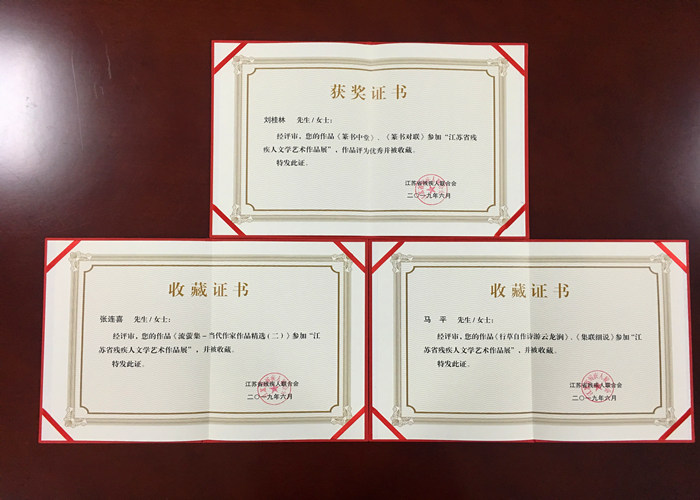 获奖证书
刘桂林 先生/女士：
经评审，您的作品《篆书中堂》、《篆书对联》参加“江苏省残
疾人文学艺术作品展”，作品评为优秀并被收藏。
特发此证。
江苏省残疾人联合会
二〇一九年六月
收藏证书
张连喜 先生/女士：
经评审，您的作品《流萤集－当代作家作品精选（二）》参加“江
苏省残疾人文学艺术作品展”，并被收藏。
特发此证。
江苏省残疾人联合会
二〇一九年六月
收藏证书
马 平 先生/女士：
经评审，您的作品《行草自作诗游云龙涧》、《集联细说》参加“江
苏省残疾人文学艺术作品展”，并被收藏。
特发此证。
江苏省残疾人联合会
二〇一九年六月